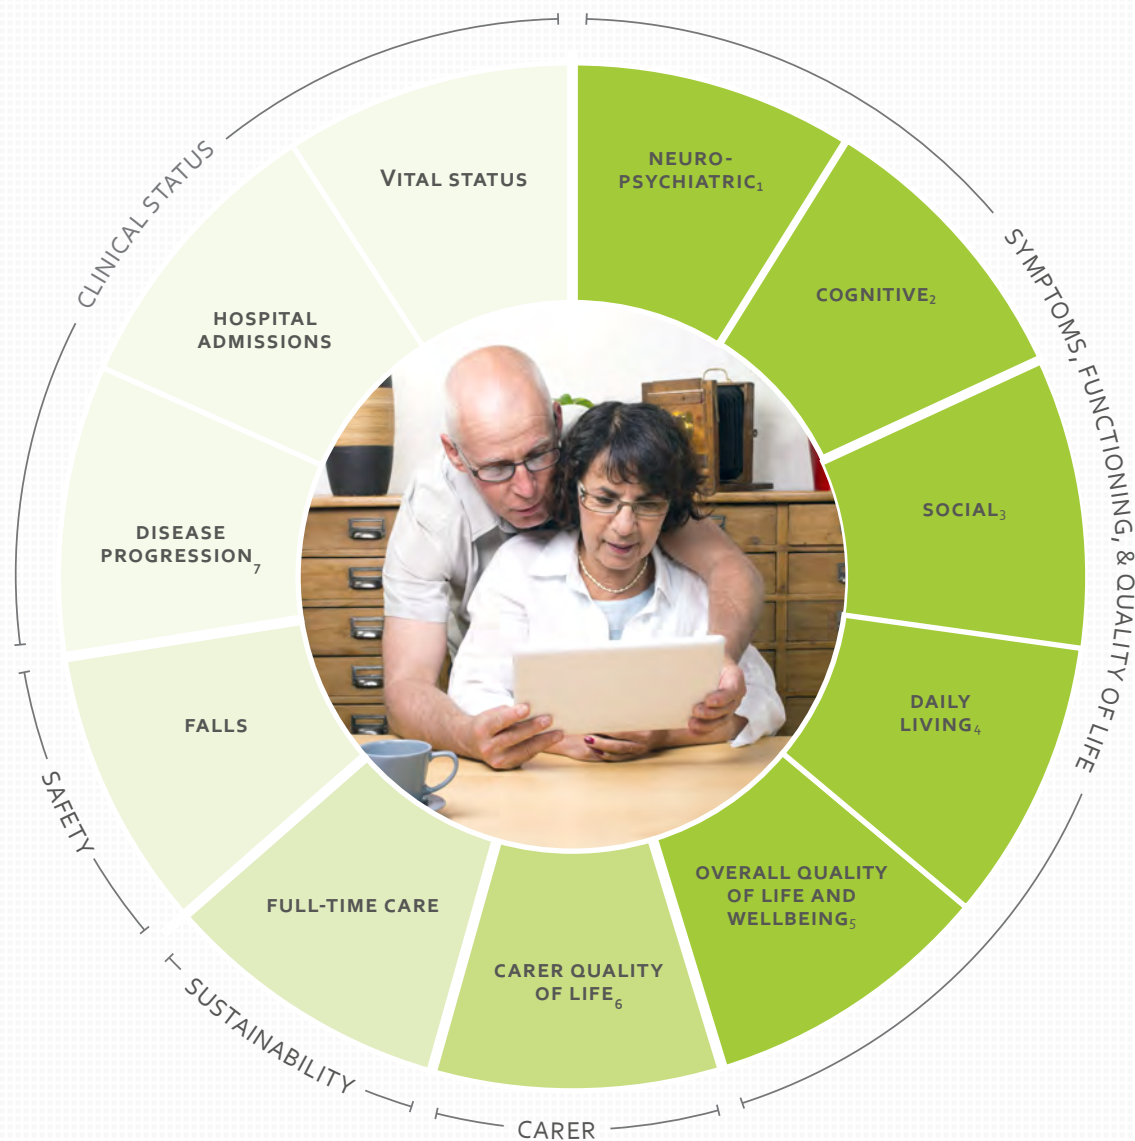 CLINICAL STATUS
SYMPTOMS, FUNCTIONING, & QUALITY OF LIFE
VITAL STATUS
NEURO-
PSYCHIATRIC1
COGNITIVE2
HOSPITAL
ADMISSIONS
SOCIAL3
DISEASE
PROGRESSION7
DAILY
LIVING4
FALLS
OVERALL QUALITY
OF LIFE AND
WELLBEING5
FULL-TIME CARE
CARER QUALITY
OF LIFE6
SAFETY
SUSTAINABILITY
CARER